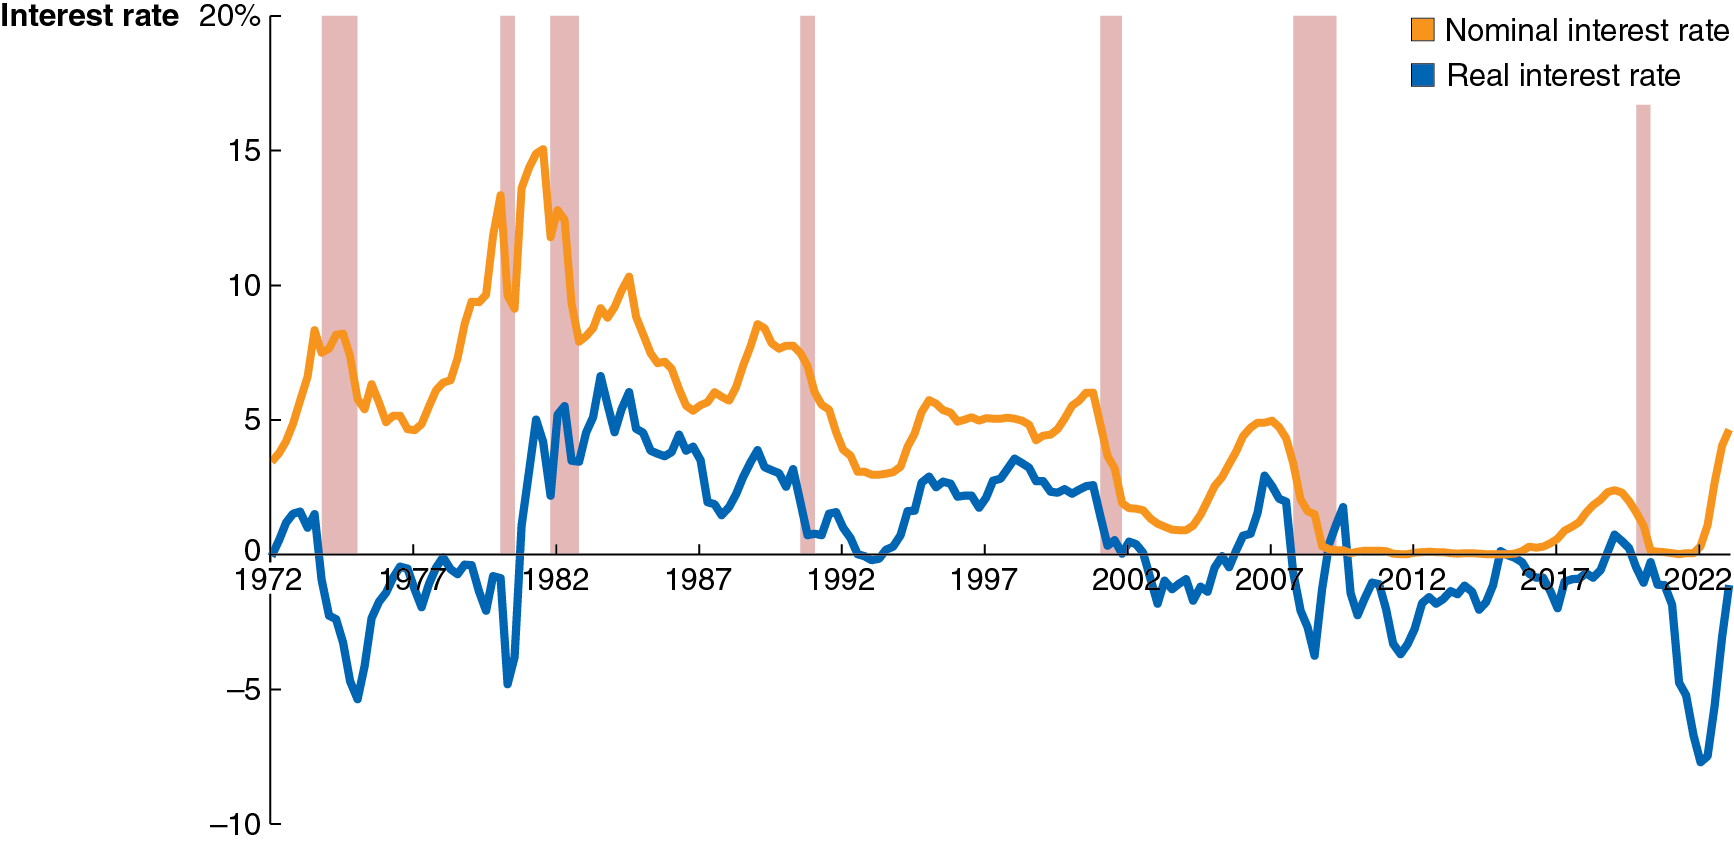 Interest rate 20%
Nominal interest rate
Real interest rate
15
10
5
0
1972 1977 1982 1987 1992 1997 2002 2007 2012 2017 2022
–5
–10